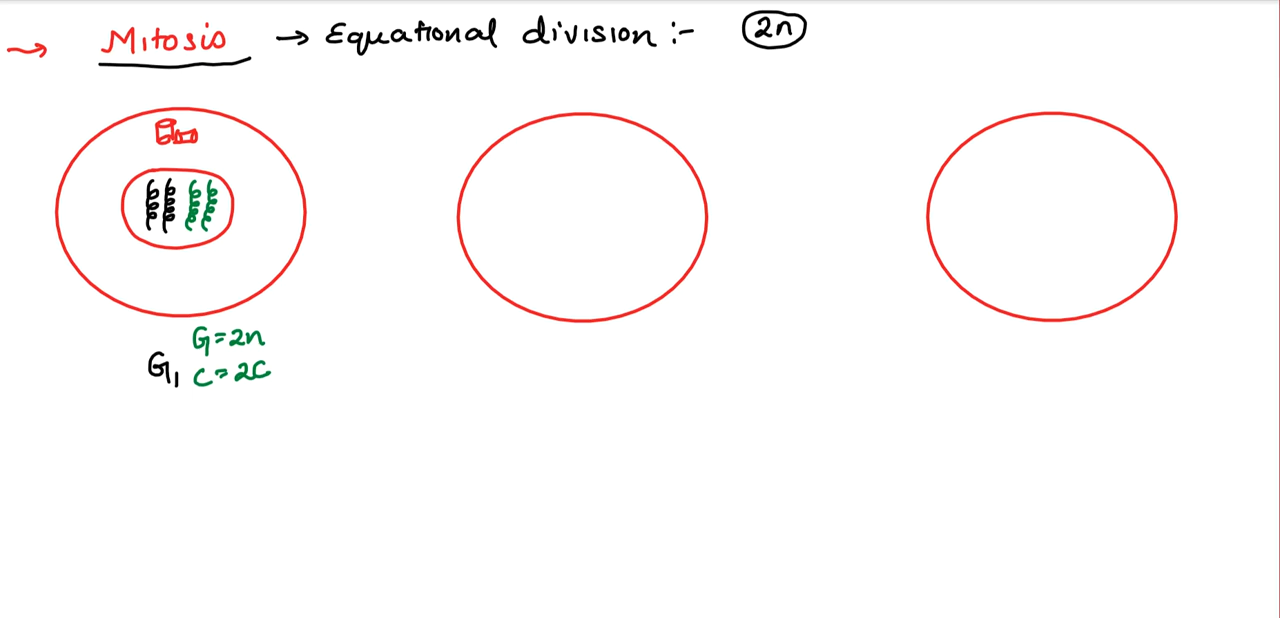 → Mitosis → Equational division :- 2n
G = 2n
G₁ C = 2C